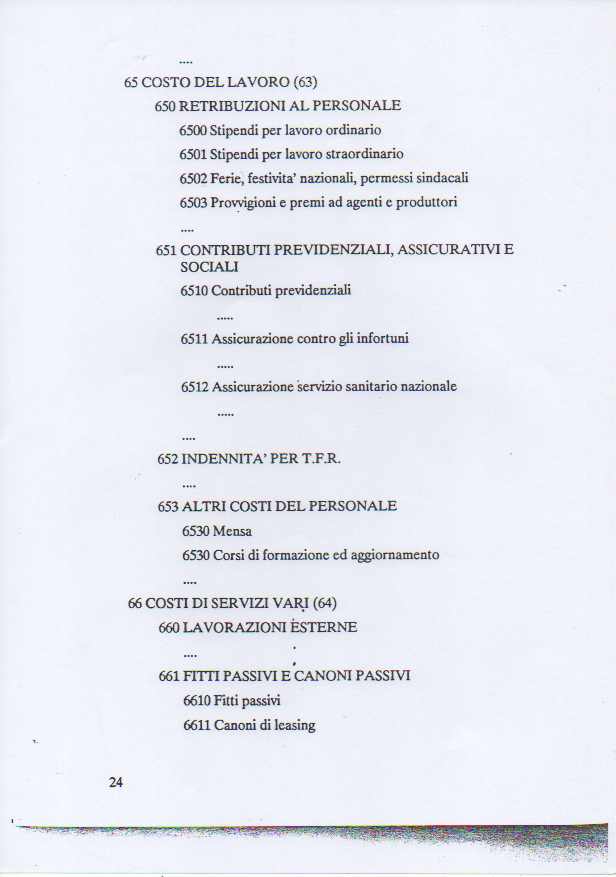 ....
65 COSTO DEL LAVORO (63)
650 RETRIBUZIONI AL PERSONALE
6500 Stipendi per lavoro ordinario
6501 Stipendi per lavoro straordinario
6502 Ferie, festivita' nazionali, permessi sindacali
6503 Provvigioni e premi ad agenti e produttori
....
651 CONTRIBUTI PREVIDENZIALI, ASSICURATIVI E
SOCIALI
6510 Contributi previdenziali
.....
6511 Assicurazione contro gli infortuni
.....
6512 Assicurazione servizio sanitario nazionale
.....
....
652 INDENNITA' PER T.F.R.
....
653 ALTRI COSTI DEL PERSONALE
6530 Mensa
6530 Corsi di formazione ed aggiornamento
....
66 COSTI DI SERVIZI VARI (64)
660 LAVORAZIONI ESTERNE
....
661 FITTI PASSIVI E CANONI PASSIVI
6610 Fitti passivi
6611 Canoni di leasing
24